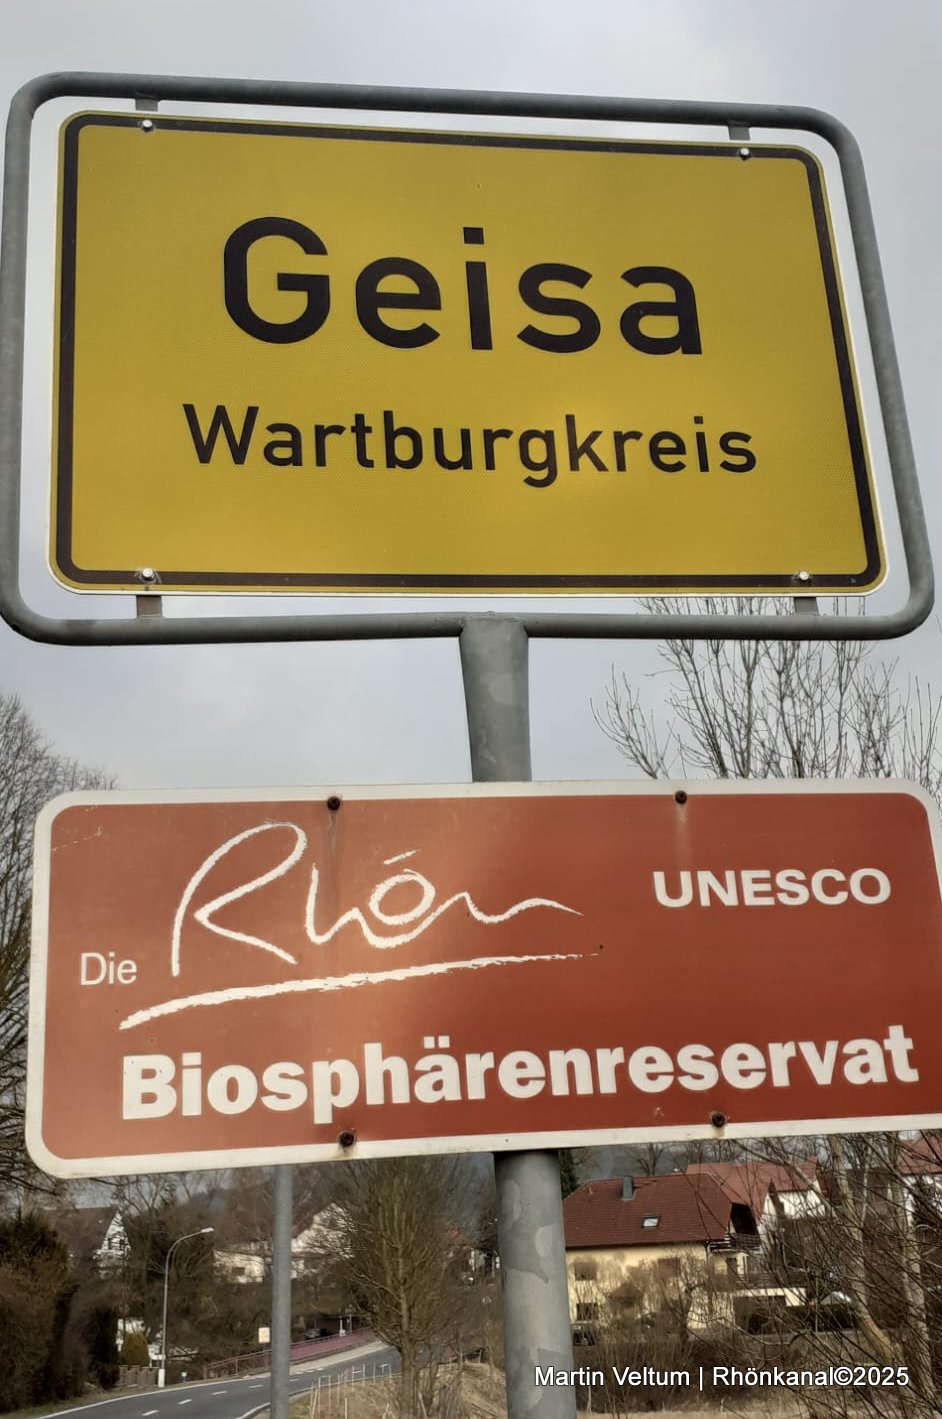 Geisa
Wartburgkreis
Die Rhön UNESCO
Biosphärenreservat
Martin Veltum | Rhönkanal©2025